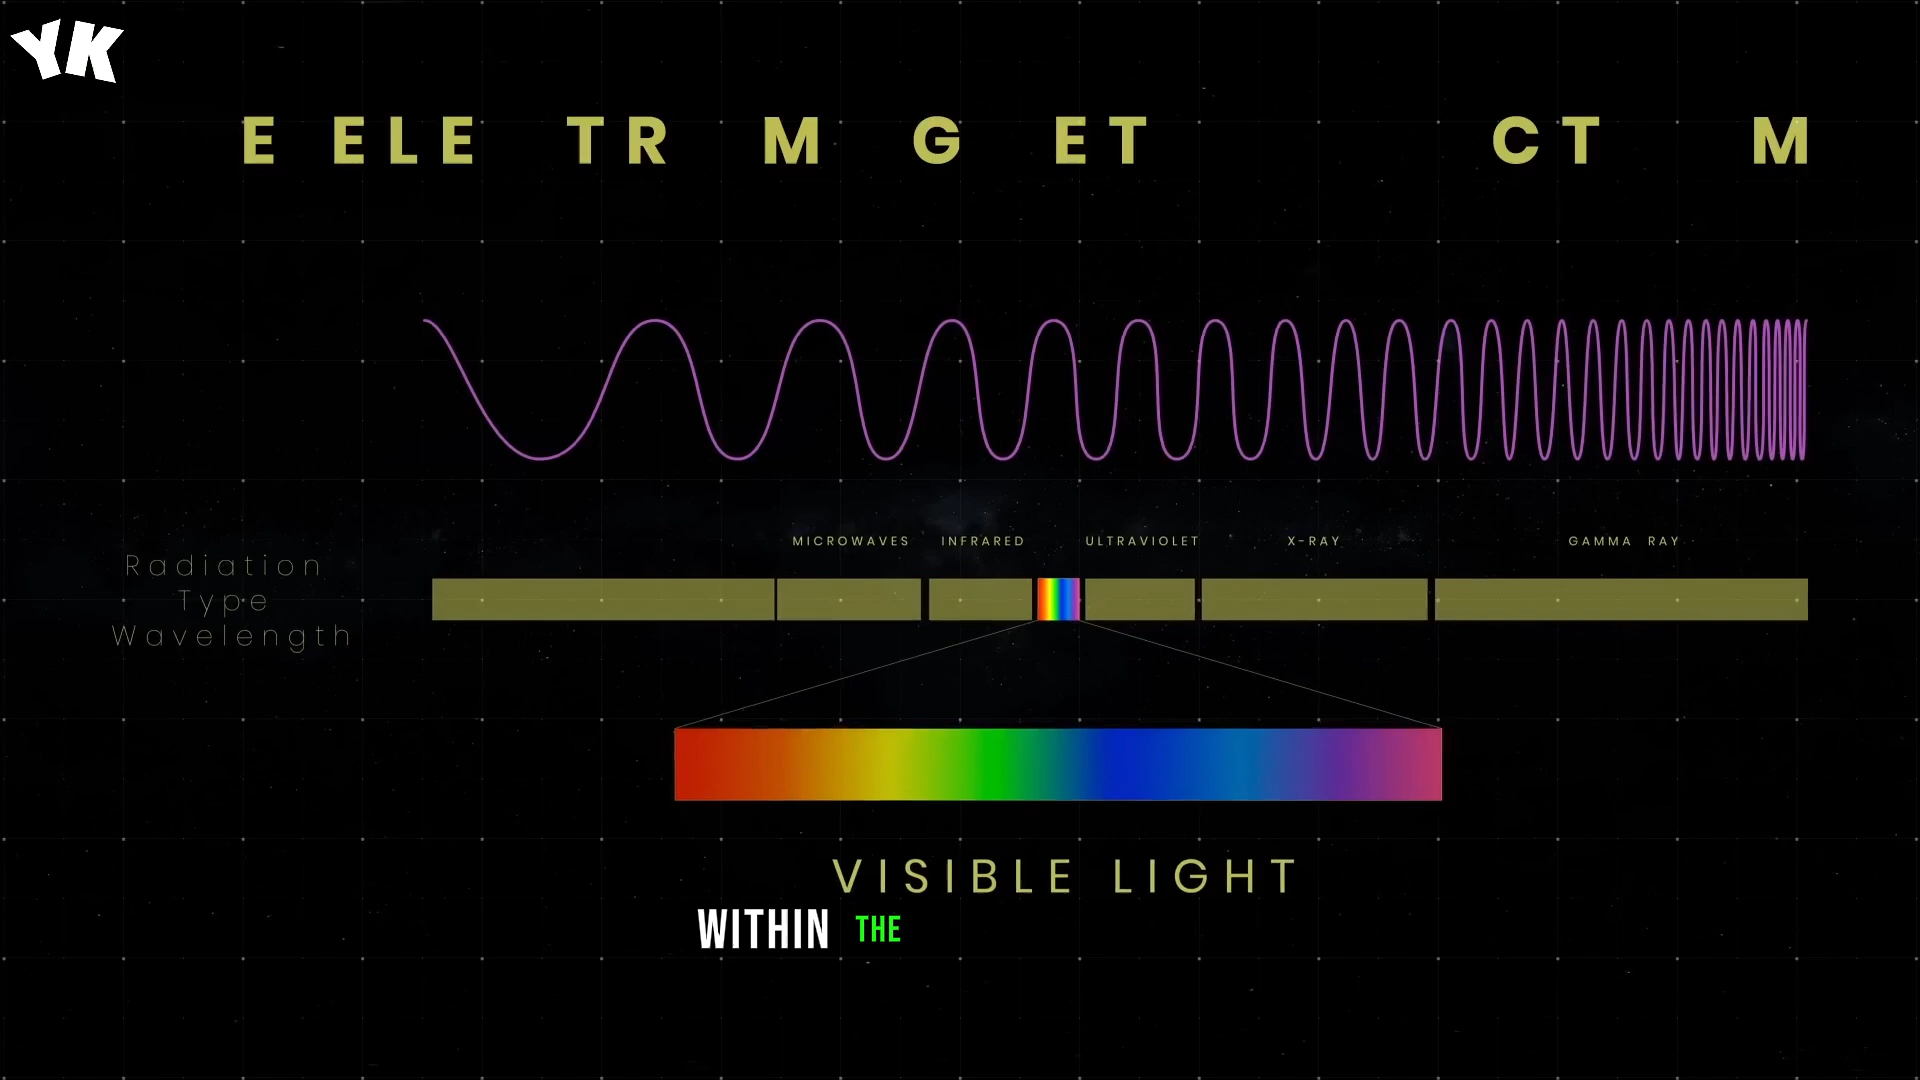 YK
E ELE TR M G ET CT M
MICROWAVES INFRARED ULTRAVIOLET X-RAY GAMMA RAY
Radiation
Type
Wavelength
VISIBLE LIGHT
WITHIN THE